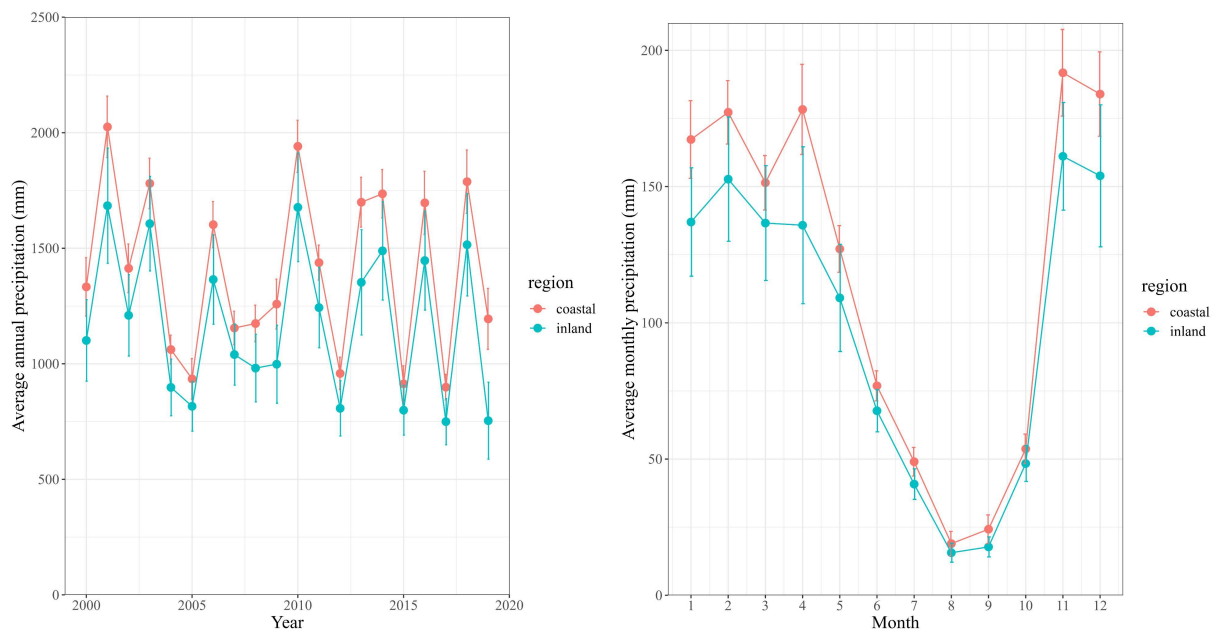 Average annual precipitation (mm)
2500
2000
1500
1000
500
0
2000 2005 2010 2015 2020
Year
region
coastal
inland
Average monthly precipitation (mm)
200
150
100
50
0
1 2 3 4 5 6 7 8 9 10 11 12
Month
region
coastal
inland